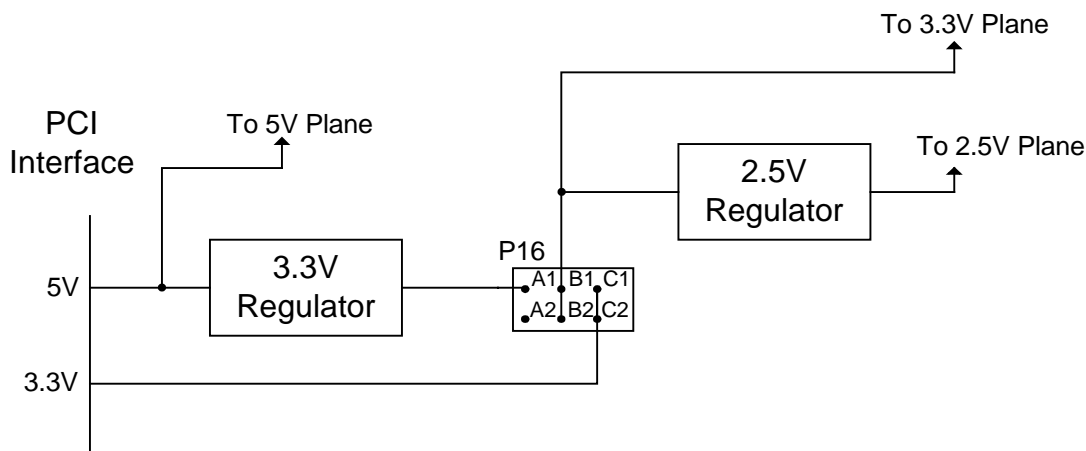 To 3.3V Plane
PCI
Interface
To 5V Plane
2.5V
Regulator
To 2.5V Plane
P16
3.3V
Regulator
A1 B1 C1
A2 B2 C2
5V
3.3V